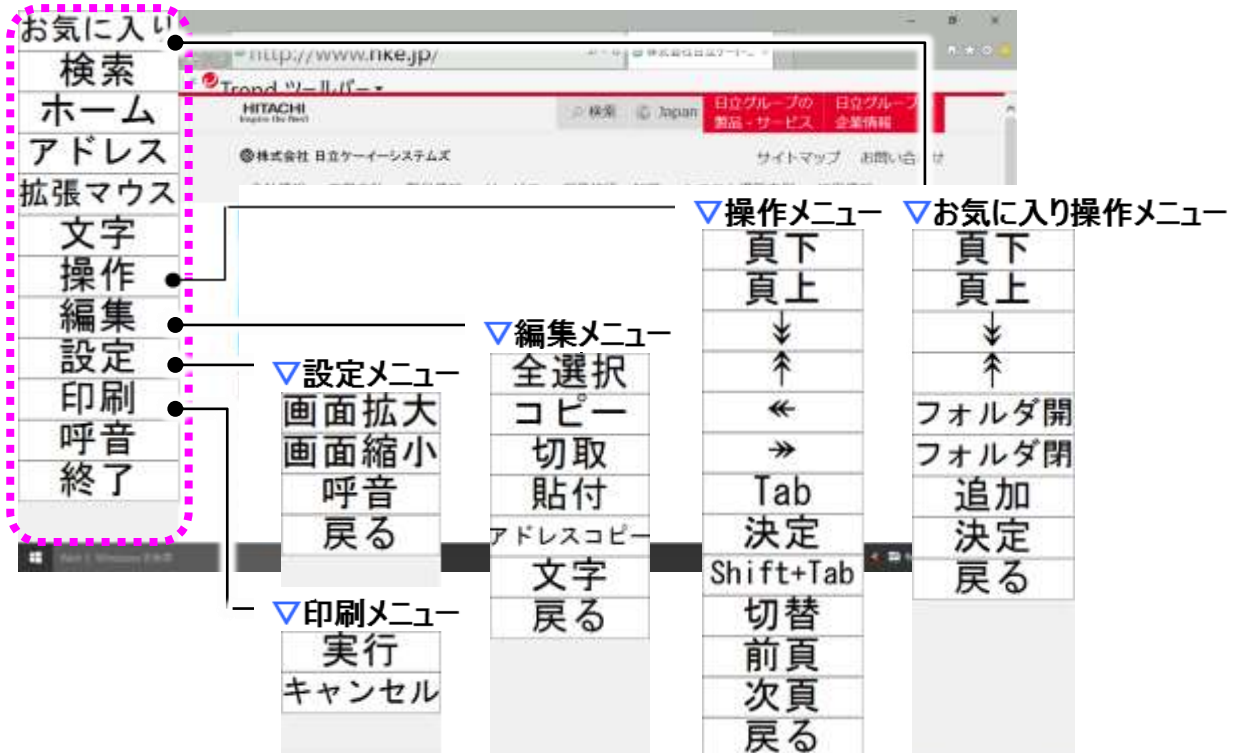 お気に入り
検索
ホーム
アドレス
拡張マウス
文字
操作
編集
設定
印刷
呼音
終了
http://www.hke.jp/
Trend ツールバー
HITACHI
Inspire the Next
検索
Japan
日立グループの
製品・サービス
日立グループ
企業情報
株式会社 日立ケーイーシステムズ
サイトマップ
お問い合
せ
▽設定メニュー
画面拡大
画面縮小
呼音
戻る
▽印刷メニュー
実行
キャンセル
▽編集メニュー
全選択
コピー
切取
貼付
アドレスコピー
文字
戻る
▽操作メニュー
頁下
頁上
↡
↟
↞
↠
Tab
決定
Shift+Tab
切替
前頁
次頁
戻る
▽お気に入り操作メニュー
頁下
頁上
↡
↟
フォルダ開
フォルダ閉
追加
決定
戻る